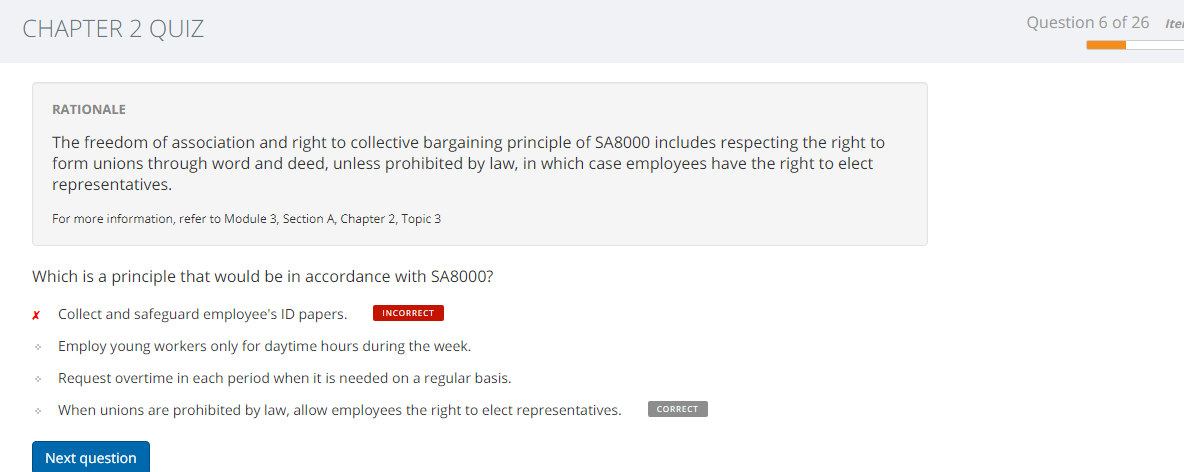 CHAPTER 2 QUIZ
Question 6 of 26
RATIONALE
The freedom of association and right to collective bargaining principle of SA8000 includes respecting the right to
form unions through word and deed, unless prohibited by law, in which case employees have the right to elect
representatives.
For more information, refer to Module 3, Section A, Chapter 2, Topic 3
Which is a principle that would be in accordance with SA8000?
✗ Collect and safeguard employee's ID papers. INCORRECT
Employ young workers only for daytime hours during the week.
Request overtime in each period when it is needed on a regular basis.
When unions are prohibited by law, allow employees the right to elect representatives. CORRECT
Next question